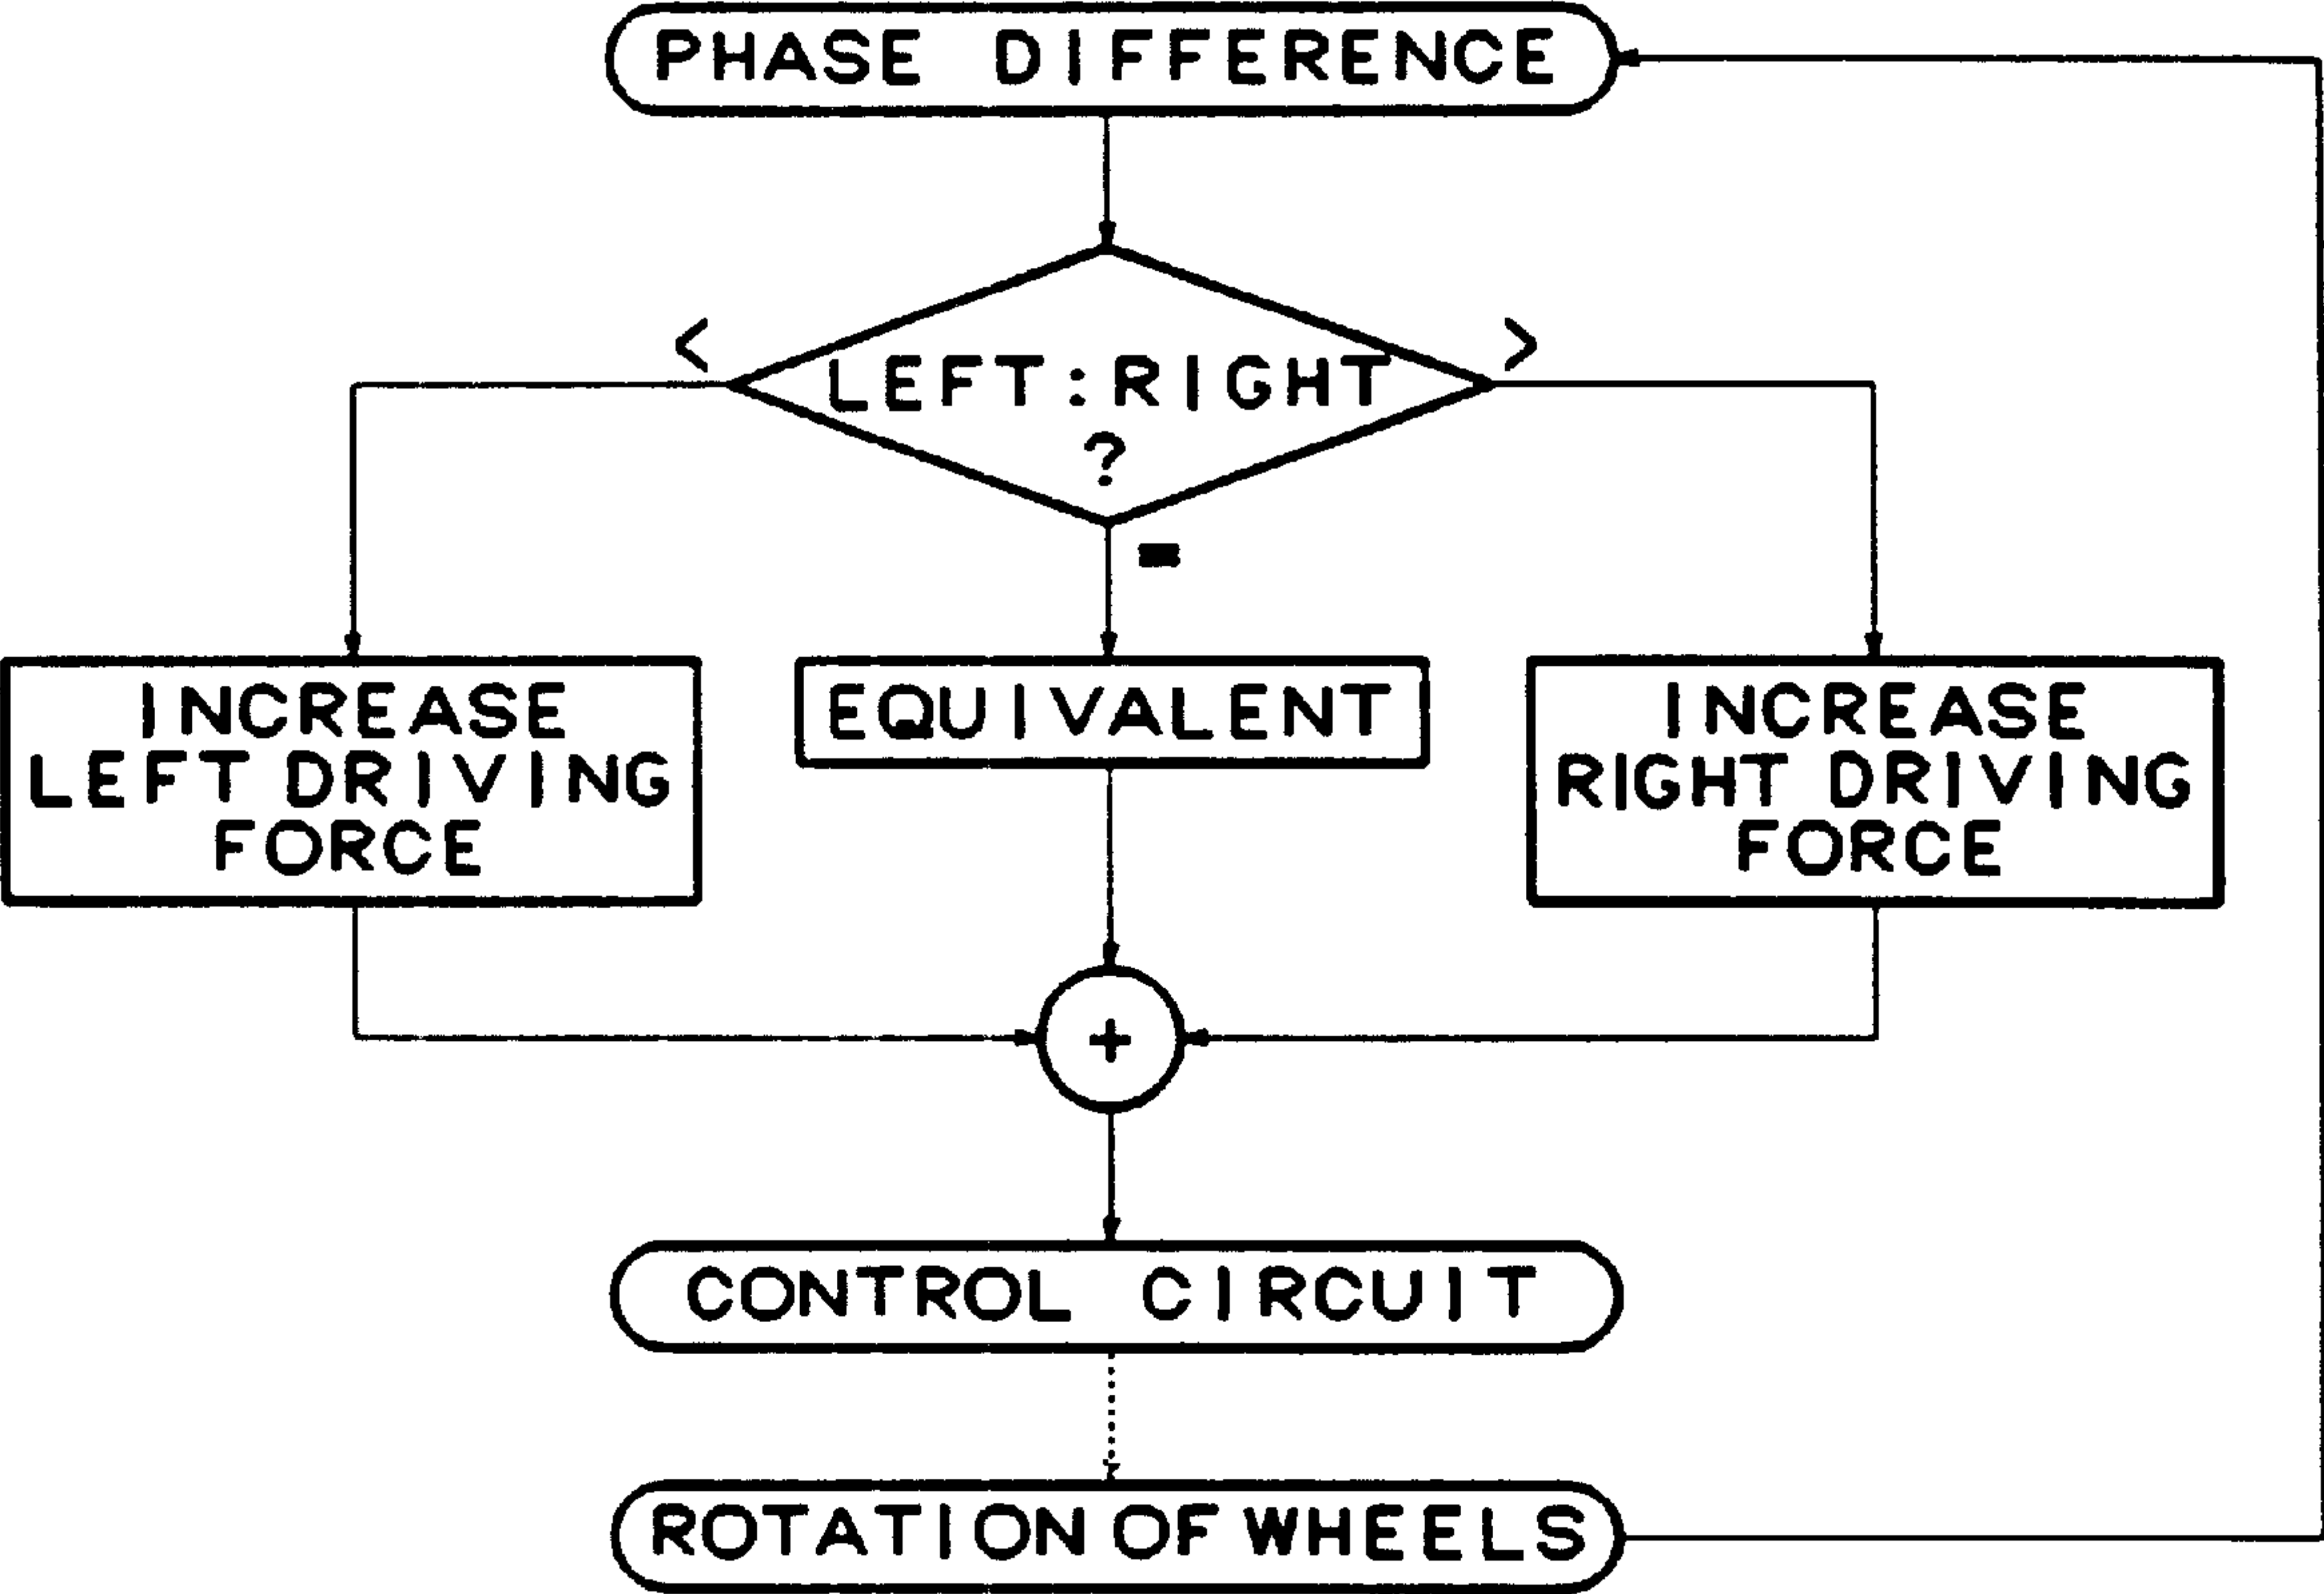 PHASE DIFFERENCE
< >
LEFT:RIGHT
?
=
INCREASE
LEFT DRIVING
FORCE
EQUIVALENT
INCREASE
RIGHT DRIVING
FORCE
+
CONTROL CIRCUIT
ROTATION OF WHEELS